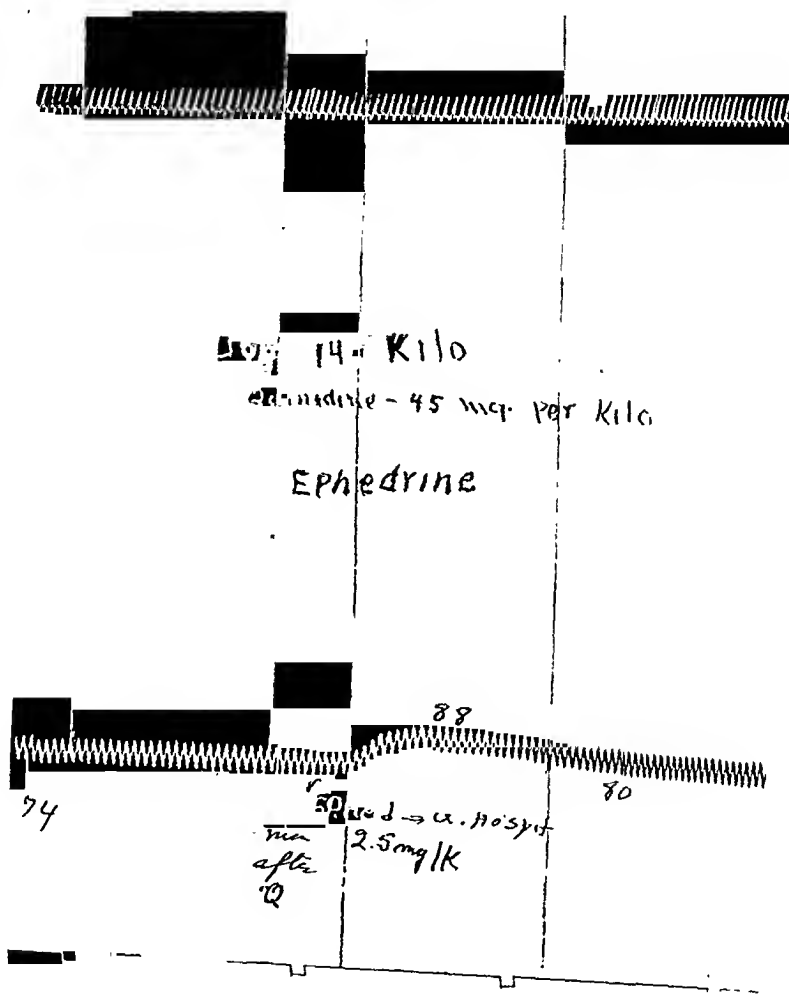 14. Kilo
- 45 mg. per Kilo
Ephedrine
88
74
80
min
after
Q
2.5mg/K